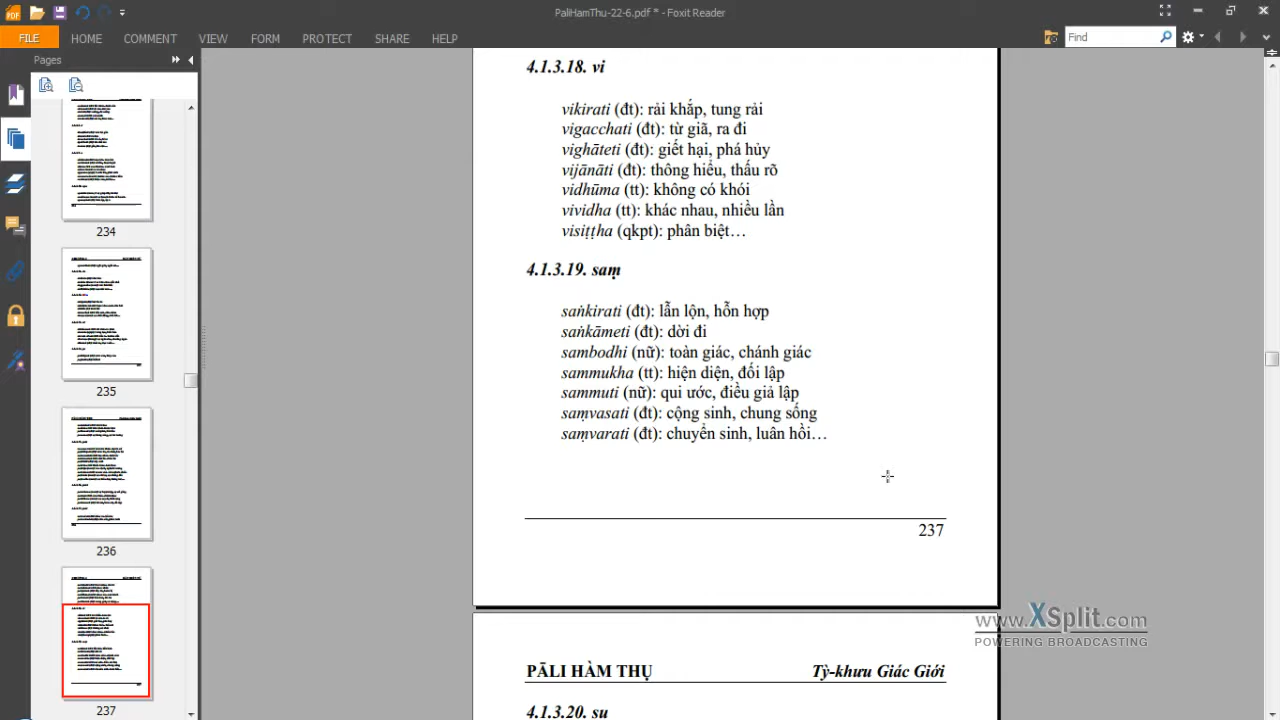 PaliHamThu-22-6.pdf * - Foxit Reader
FILE HOME COMMENT VIEW FORM PROTECT SHARE HELP
Find
Pages
234
235
236
237
4.1.3.18. vi
vikirati (đt): rải khắp, tung rải
vigacchati (đt): từ giã, ra đi
vighāteti (đt): giết hại, phá hủy
vijānāti (đt): thông hiểu, thấu rõ
vidhūma (tt): không có khói
vividha (tt): khác nhau, nhiều lần
visiṭṭha (qkpt): phân biệt…
4.1.3.19. saṃ
saṅkirati (đt): lẫn lộn, hỗn hợp
saṅkāmeti (đt): dời đi
sambodhi (nữ): toàn giác, chánh giác
sammukha (tt): hiện diện, đối lập
sammuti (nữ): qui ước, điều giả lập
saṃvasati (đt): cộng sinh, chung sống
saṃvarati (đt): chuyển sinh, luân hồi…
237
www.XSplit.com
POWERING BROADCASTING
PĀLI HÀM THỤ Tỳ-khưu Giác Giới
4.1.3.20. su